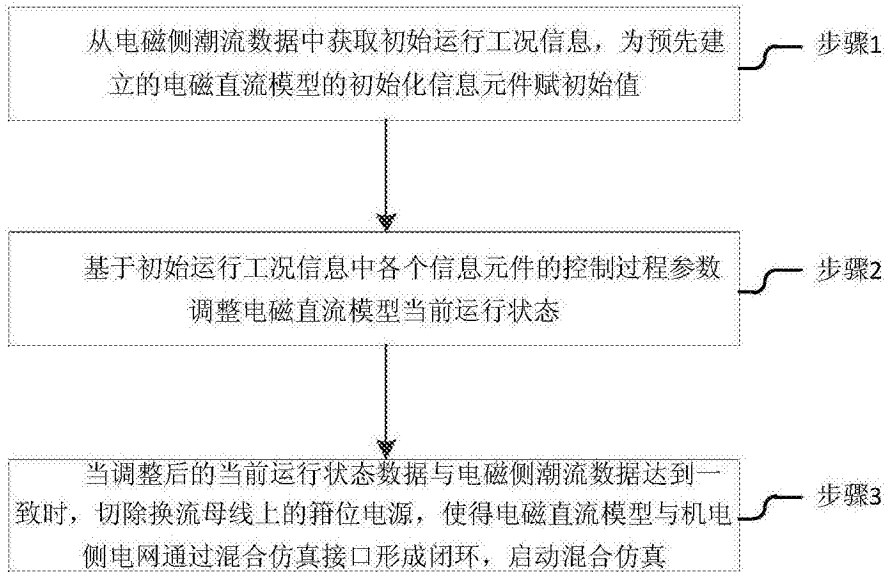 从电磁侧潮流数据中获取初始运行工况信息，为预先建
立的电磁直流模型的初始化信息元件赋初始值
步骤1
基于初始运行工况信息中各个信息元件的控制过程参数
调整电磁直流模型当前运行状态
步骤2
当调整后的当前运行状态数据与电磁侧潮流数据达到一
致时，切除换流母线上的箝位电源，使得电磁直流模型与机电
侧电网通过混合仿真接口形成闭环，启动混合仿真
步骤3